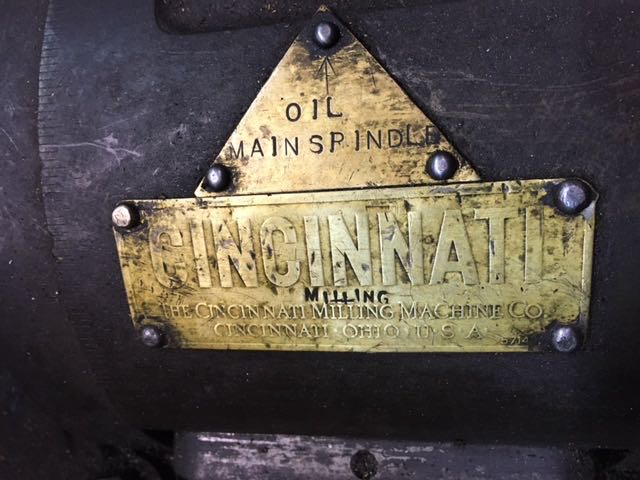 OIL
MAIN SPINDLE
CINCINNATI
MILLING
THE CINCINNATI MILLING MACHINE CO.
CINCINNATI · OHIO · U. S. A.